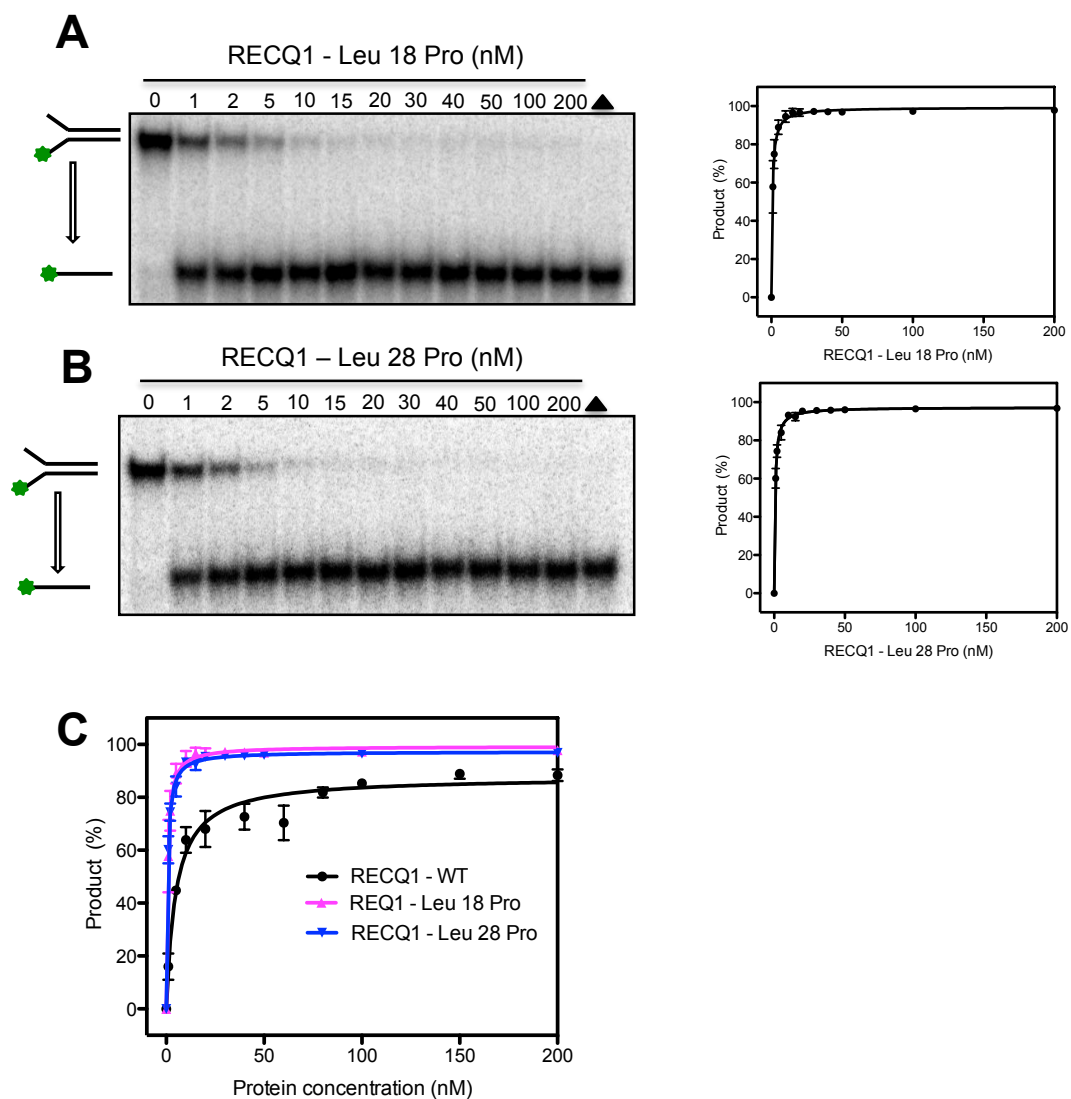 A
RECQ1 - Leu 18 Pro (nM)
0 1 2 5 10 15 20 30 40 50 100 200
Product (%)
100
80
60
40
20
0
0 50 100 150 200
RECQ1 - Leu 18 Pro (nM)
B
RECQ1 – Leu 28 Pro (nM)
0 1 2 5 10 15 20 30 40 50 100 200
Product (%)
100
80
60
40
20
0
0 50 100 150 200
RECQ1 - Leu 28 Pro (nM)
C
Product (%)
100
80
60
40
20
0
RECQ1 - WT
REQ1 - Leu 18 Pro
RECQ1 - Leu 28 Pro
0 50 100 150 200
Protein concentration (nM)